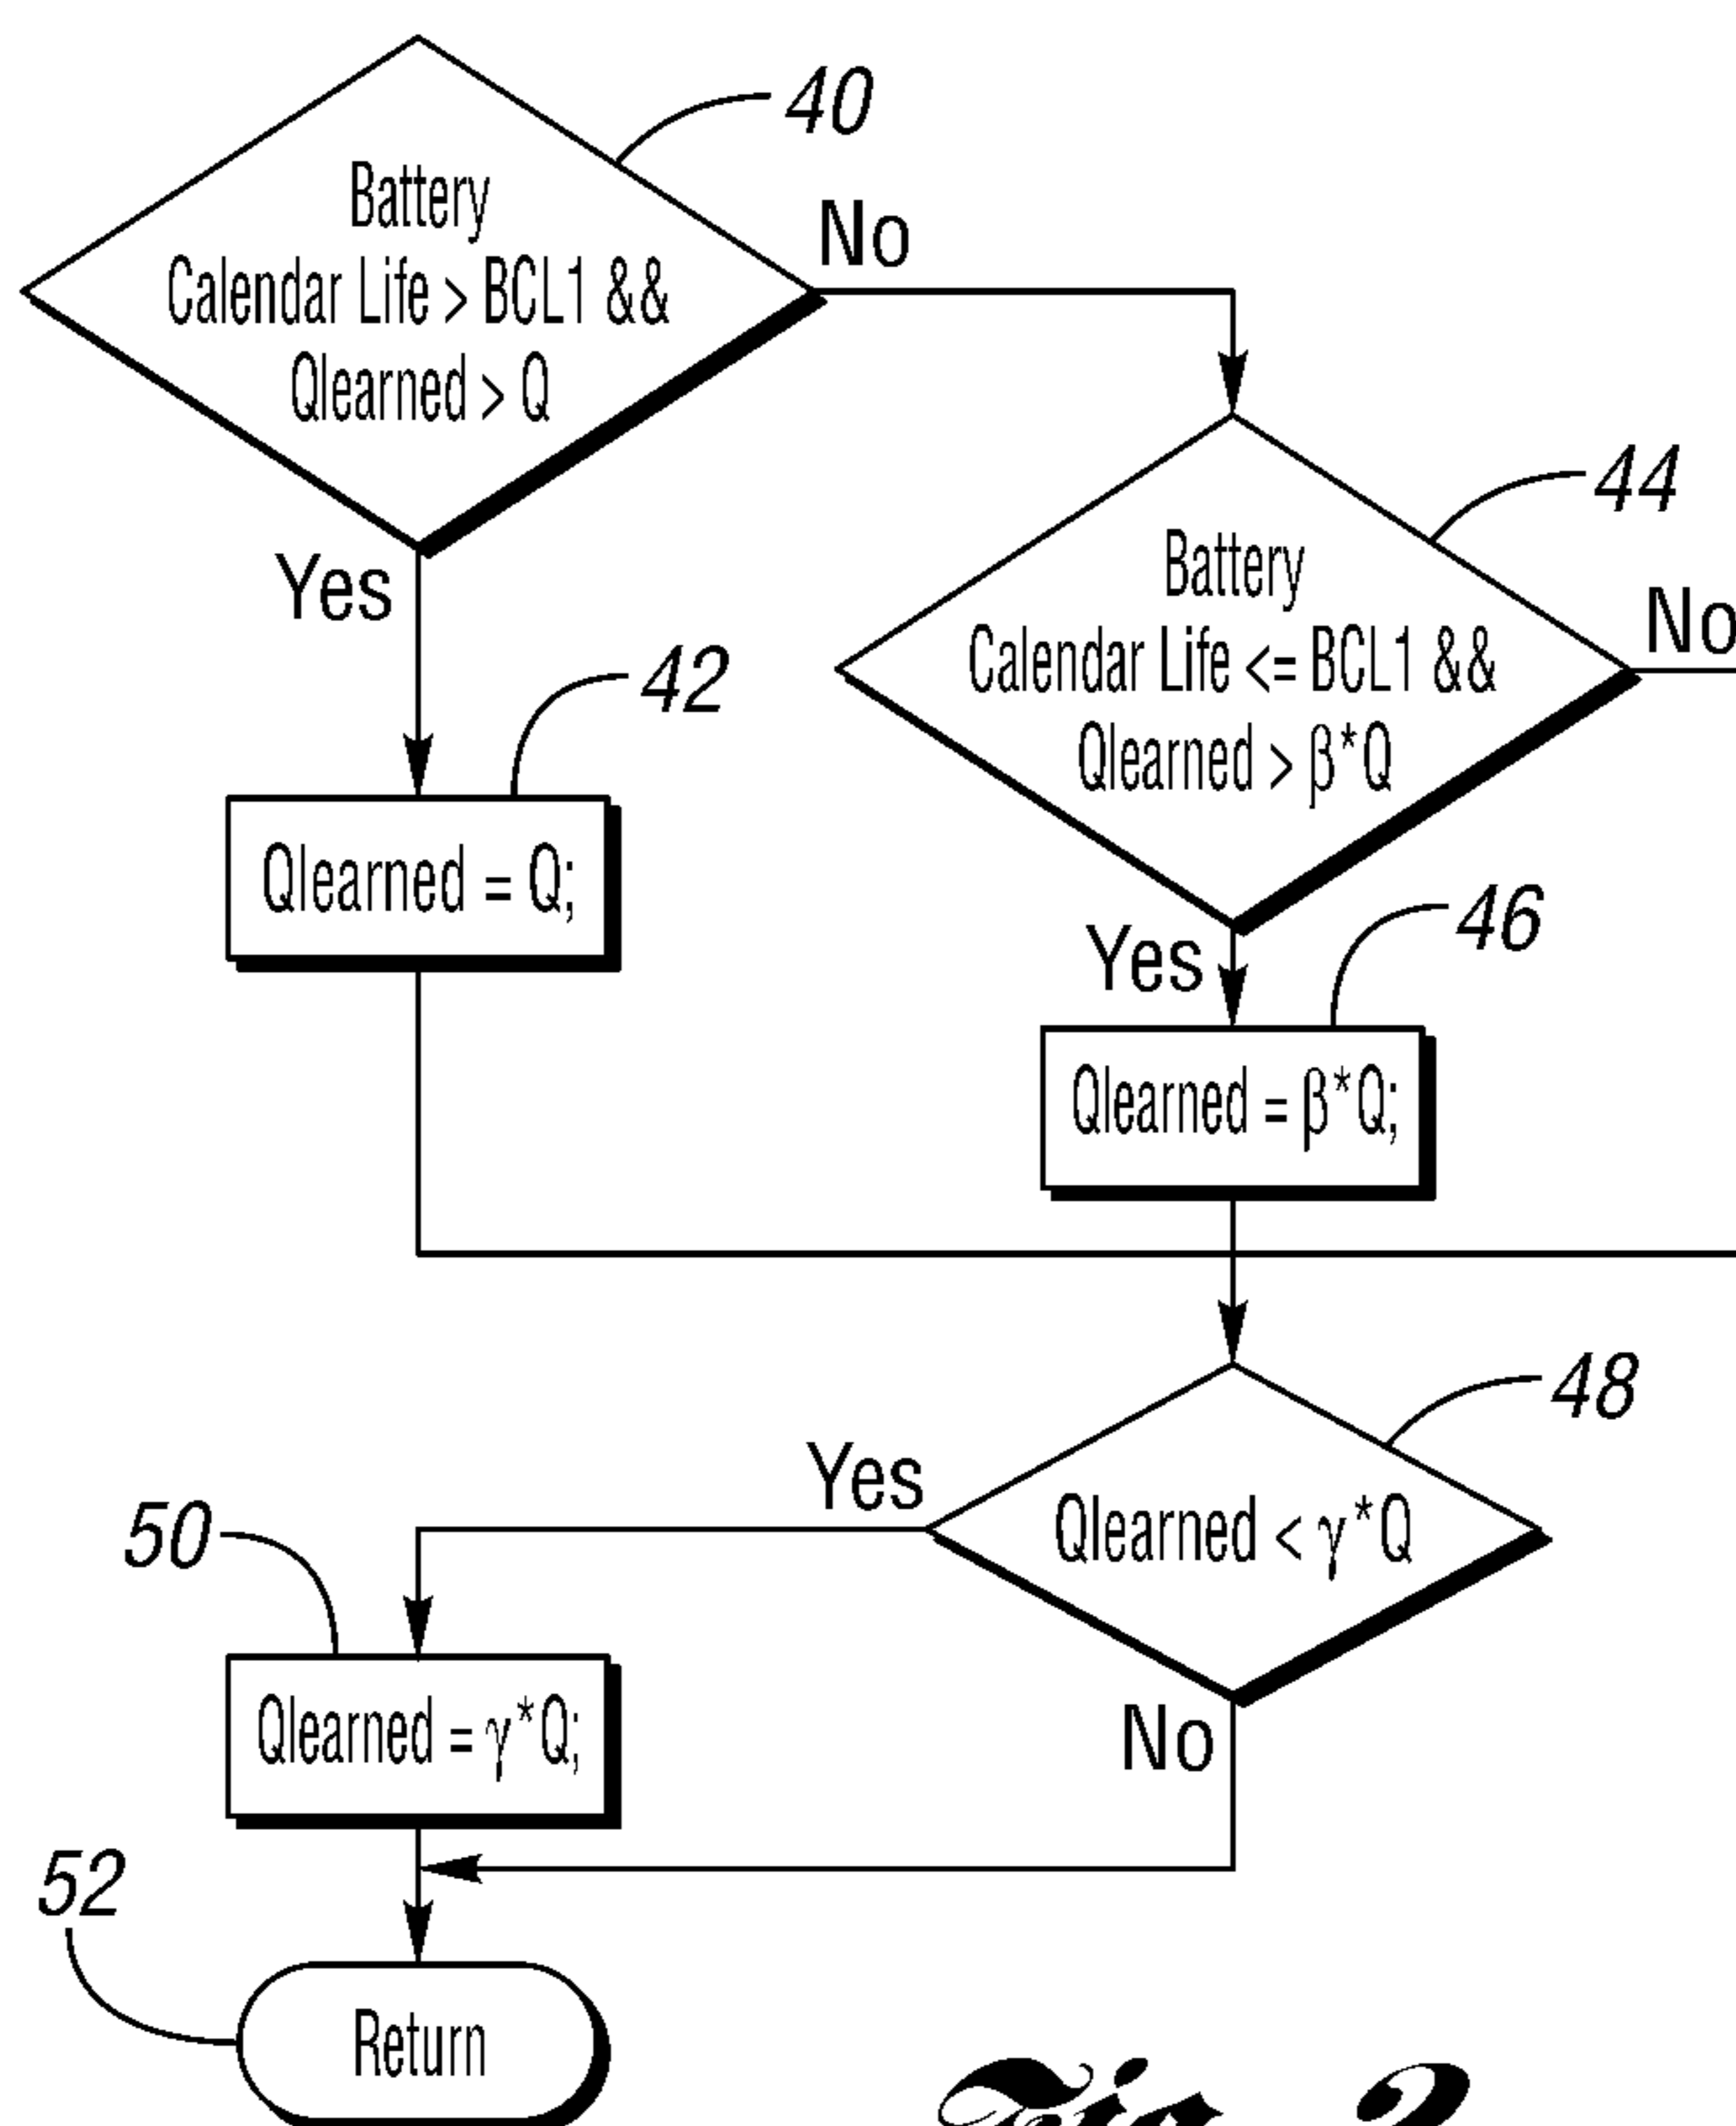 40
Battery
Calendar Life > BCL1 &&
Qlearned > Q
No
Yes
44
Battery
Calendar Life <= BCL1 &&
Qlearned > β*Q
No
Yes
42
Qlearned = Q;
46
Qlearned = β*Q;
48
Qlearned < γ*Q
Yes
No
50
Qlearned = γ*Q;
52
Return